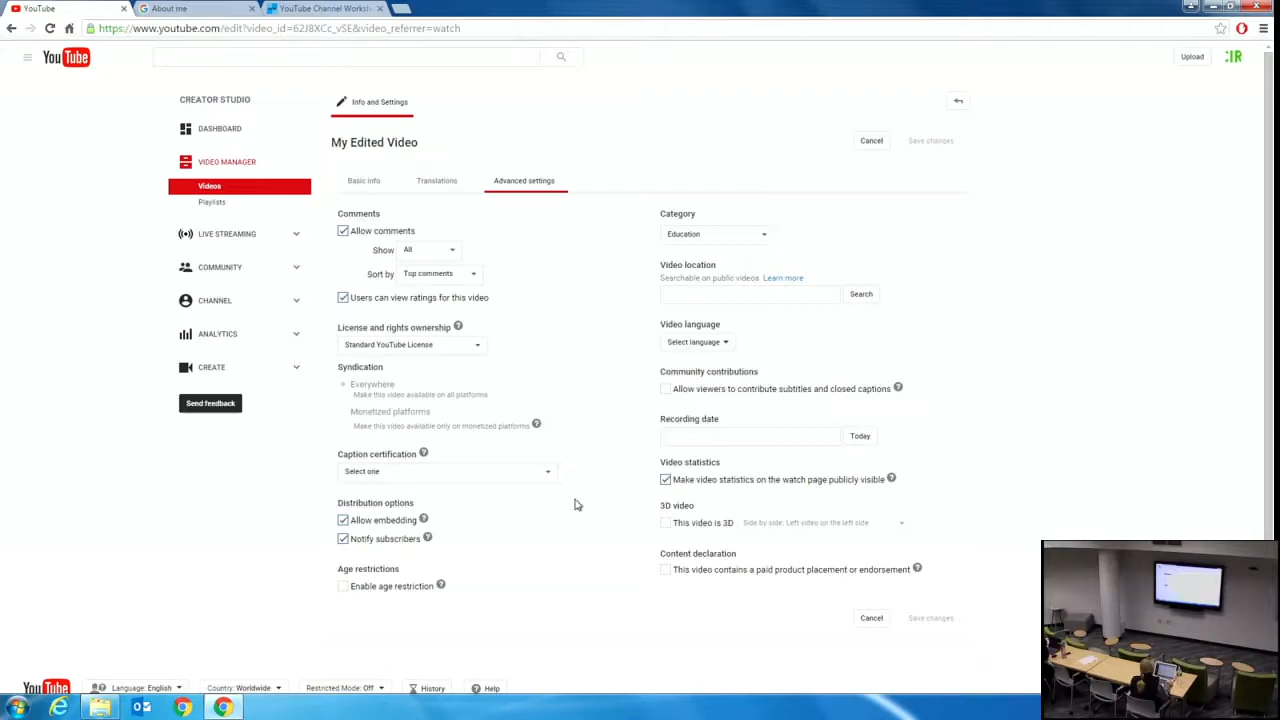 YouTube
About me
YouTube Channel Worksh
https://www.youtube.com/edit?video_id=62J8XCc_vSE&video_referrer=watch
YouTube
Upload
:IR
CREATOR STUDIO
Info and Settings
DASHBOARD
My Edited Video
Cancel
Save changes
VIDEO MANAGER
Videos
Playlists
Basic info
Translations
Advanced settings
LIVE STREAMING
COMMUNITY
CHANNEL
ANALYTICS
CREATE
Send feedback
Comments
Allow comments
Show All
Sort by Top comments
Users can view ratings for this video
License and rights ownership ?
Standard YouTube License
Syndication
Everywhere
Make this video available on all platforms
Monetized platforms
Make this video available only on monetized platforms ?
Caption certification ?
Select one
Distribution options
Allow embedding ?
Notify subscribers ?
Age restrictions
Enable age restriction ?
Category
Education
Video location
Searchable on public videos. Learn more
Search
Video language
Select language
Community contributions
Allow viewers to contribute subtitles and closed captions ?
Recording date
Today
Video statistics
Make video statistics on the watch page publicly visible ?
3D video
This video is 3D Side by side: Left video on the left side
Content declaration
This video contains a paid product placement or endorsement ?
Cancel
Save changes
YouTube
Language: English
Country: Worldwide
Restricted Mode: Off
History
Help